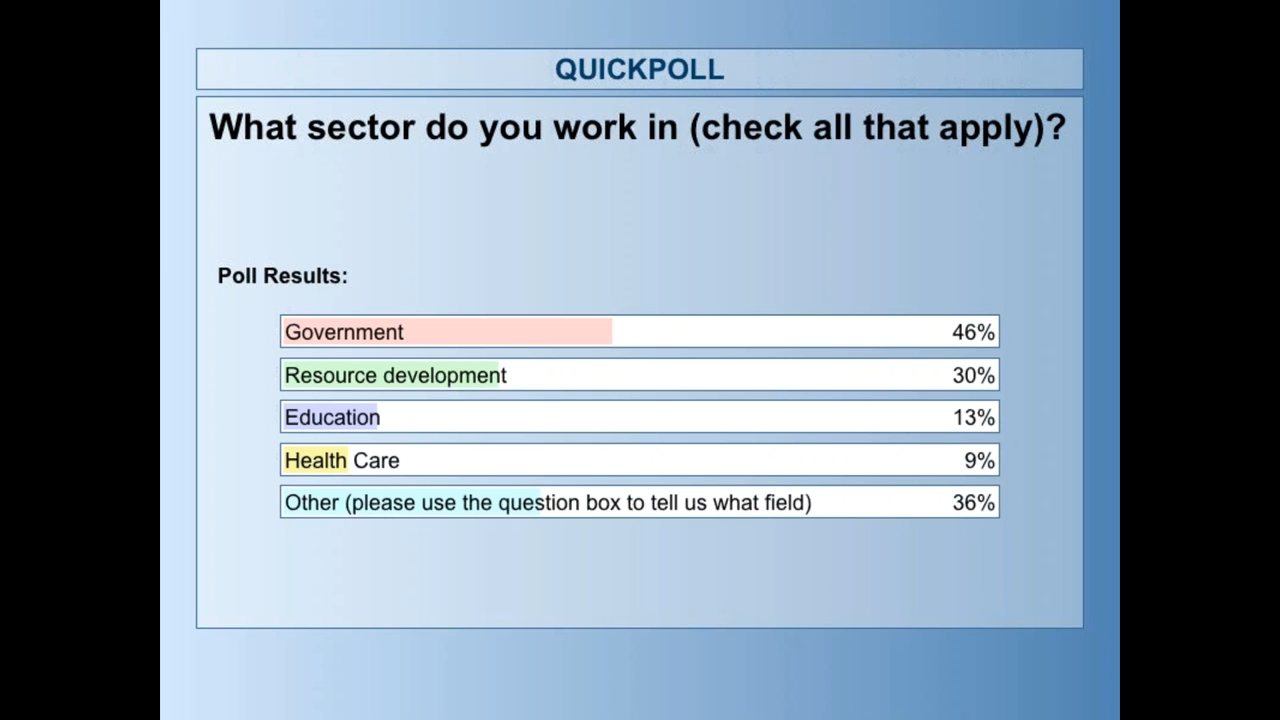 QUICKPOLL
What sector do you work in (check all that apply)?
Poll Results:
Government 46%
Resource development 30%
Education 13%
Health Care 9%
Other (please use the question box to tell us what field) 36%